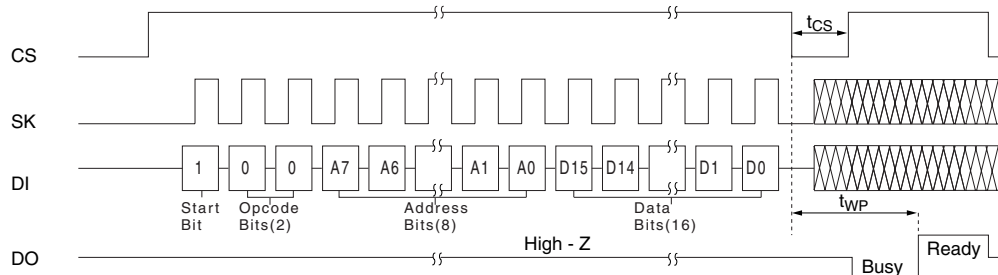 CS
tCS
SK
DI
1 0 0 A7 A6 A1 A0 D15 D14 D1 D0
Start Bit
Opcode Bits(2)
Address Bits(8)
Data Bits(16)
tWP
DO
High - Z
Busy
Ready